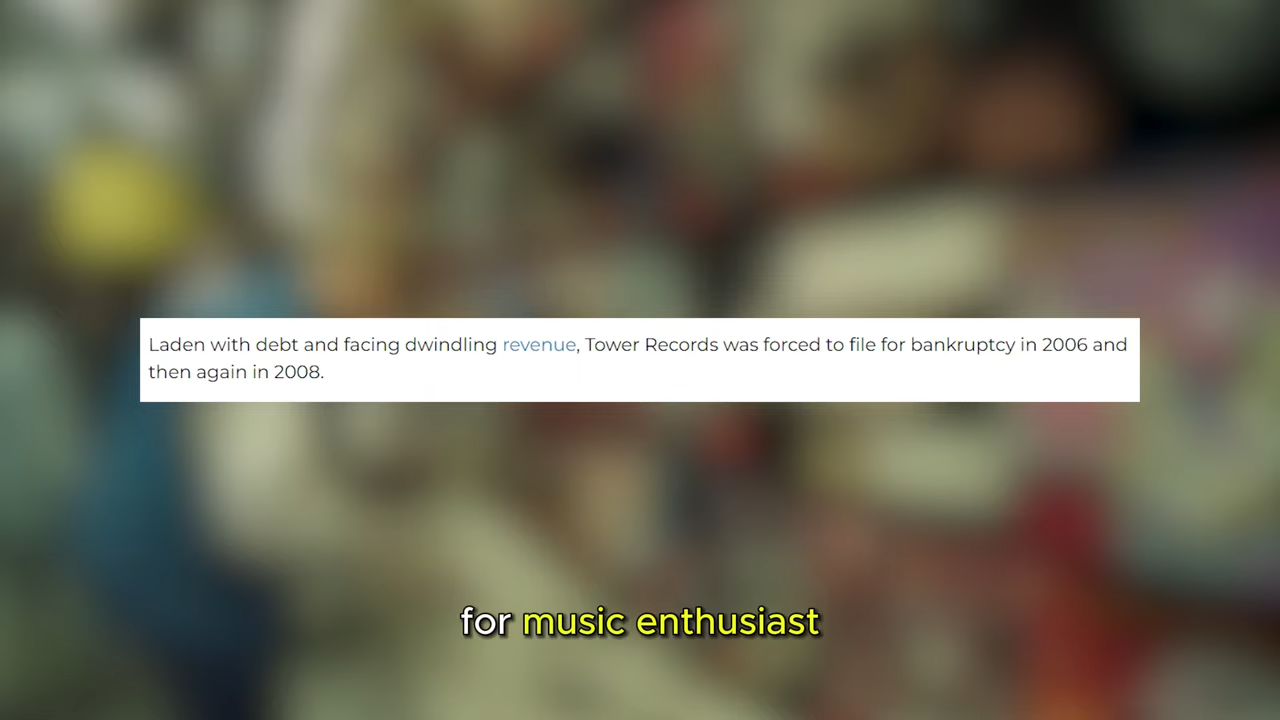 Laden with debt and facing dwindling revenue, Tower Records was forced to file for bankruptcy in 2006 and
then again in 2008.
for music enthusiast